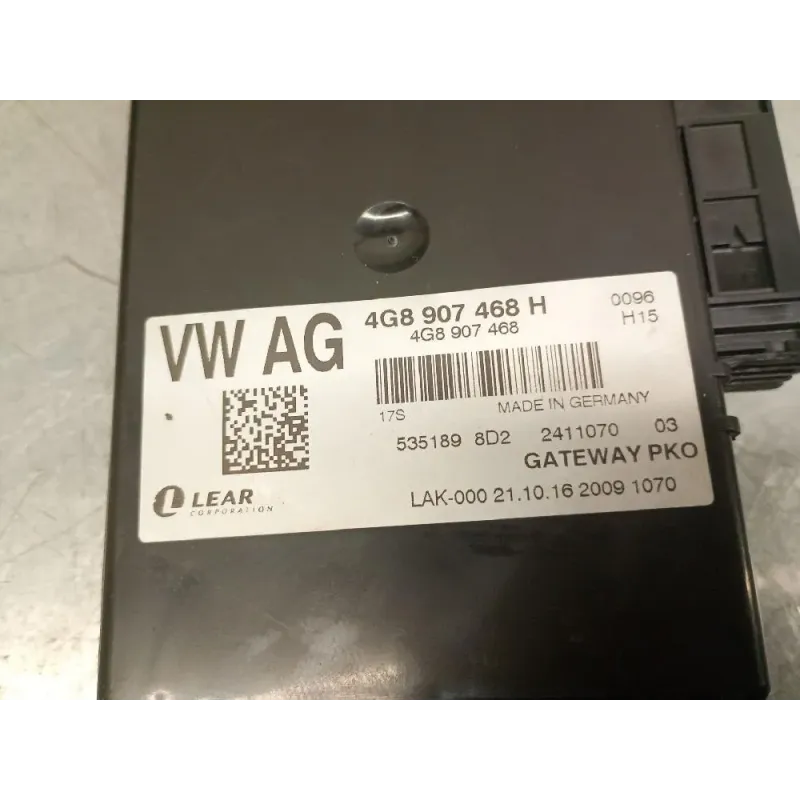 VW AG
4G8 907 468 H
0096
4G8 907 468
H15
17S
MADE IN GERMANY
535189 8D2 2411070 03
GATEWAY PKO
LEAR
CORPORATION
LAK-000 21.10.16 2009 1070